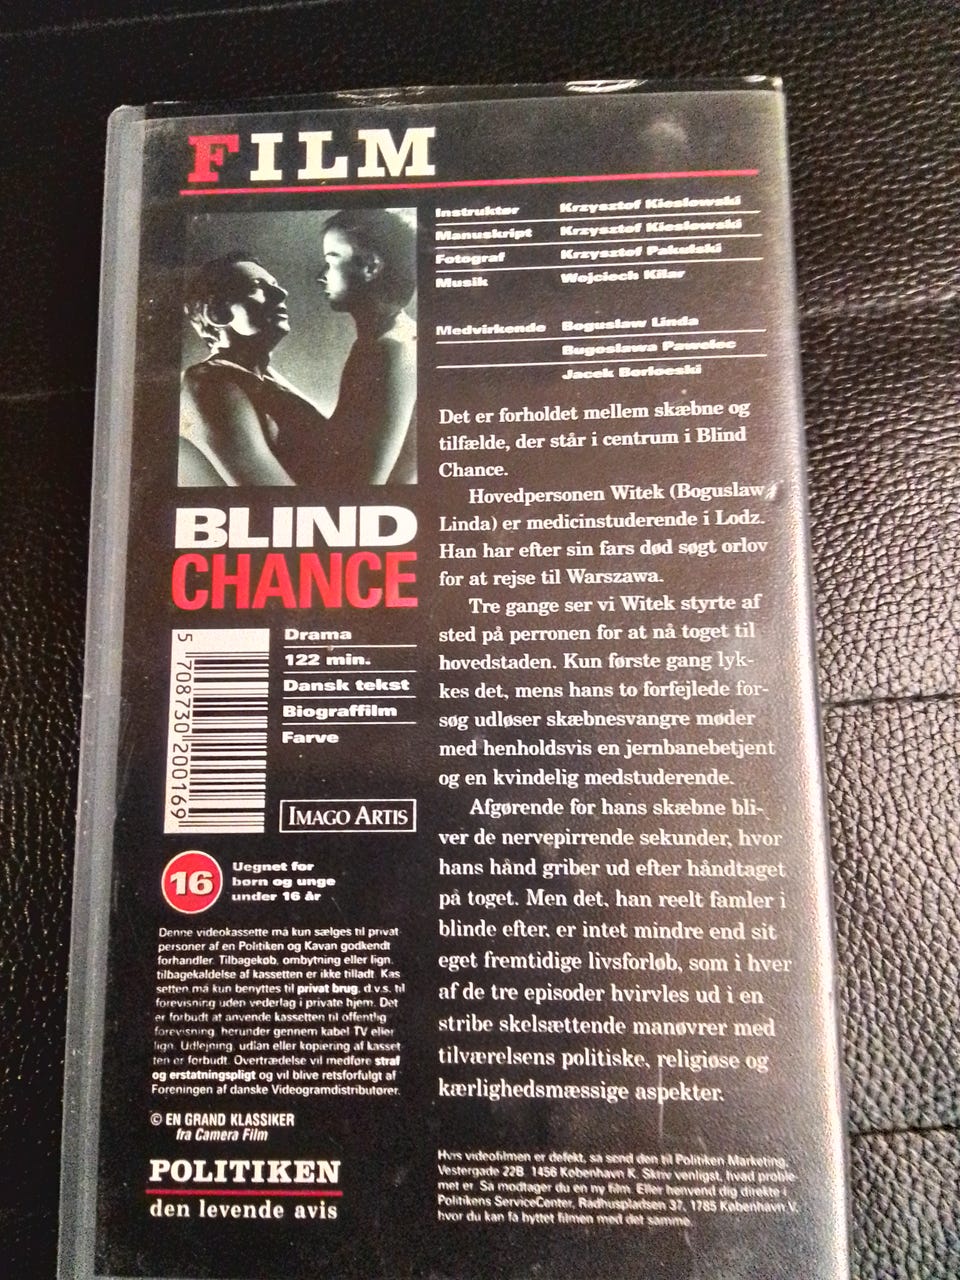 FILM
Instruktør Krzysztof Kieslowski
Manuskript Krzysztof Kieslowski
Fotograf Krzysztof Pakulski
Musik Wojciech Kilar
Medvirkende Boguslaw Linda
Bugoslawa Pawelec
Jacek Borloeski
Det er forholdet mellem skæbne og
tilfælde, der står i centrum i Blind
Chance.
Hovedpersonen Witek (Boguslaw
Linda) er medicinstuderende i Lodz.
Han har efter sin fars død søgt orlov
for at rejse til Warszawa.
Tre gange ser vi Witek styrte af
sted på perronen for at nå toget til
hovedstaden. Kun første gang lyk-
kes det, mens hans to forfejlede for-
søg udløser skæbnesvangre møder
med henholdsvis en jernbanebetjent
og en kvindelig medstuderende.
Afgørende for hans skæbne bli-
ver de nervepirrende sekunder, hvor
hans hånd griber ud efter håndtaget
på toget. Men det, han reelt famler i
blinde efter, er intet mindre end sit
eget fremtidige livsforløb, som i hver
af de tre episoder hvirvles ud i en
stribe skelsættende manøvrer med
tilværelsens politiske, religiøse og
kærlighedsmæssige aspekter.
BLIND
CHANCE
5 708730 200169
Drama
122 min.
Dansk tekst
Biograffilm
Farve
IMAGO ARTIS
16
Uegnet for
børn og unge
under 16 år
Denne videokassette må kun sælges til privat-
personer af en Politiken og Kavan godkendt
forhandler. Tilbagekøb, ombytning eller lign.
tilbagekaldelse af kassetten er ikke tilladt. Kas
setten må kun benyttes til privat brug, d.v.s. til
forevisning uden vederlag i private hjem. Det
er forbudt at anvende kassetten til offentlig
forevisning, herunder gennem kabel TV eller
lign. Udlejning, udlån eller kopiering af kasset
ten er forbudt. Overtrædelse vil medføre straf
og erstatningspligt og vil blive retsforfulgt af
Foreningen af danske Videogramdistributører.
© EN GRAND KLASSIKER
fra Camera Film
POLITIKEN
den levende avis
Hvis videofilmen er defekt, så send den til Politiken Marketing,
Vestergade 22B, 1456 København K. Skriv venligst, hvad proble-
met er. Så modtager du en ny film. Eller henvend dig direkte i
Politikens ServiceCenter, Rådhuspladsen 37, 1785 København V,
hvor du kan få byttet filmen med det samme.